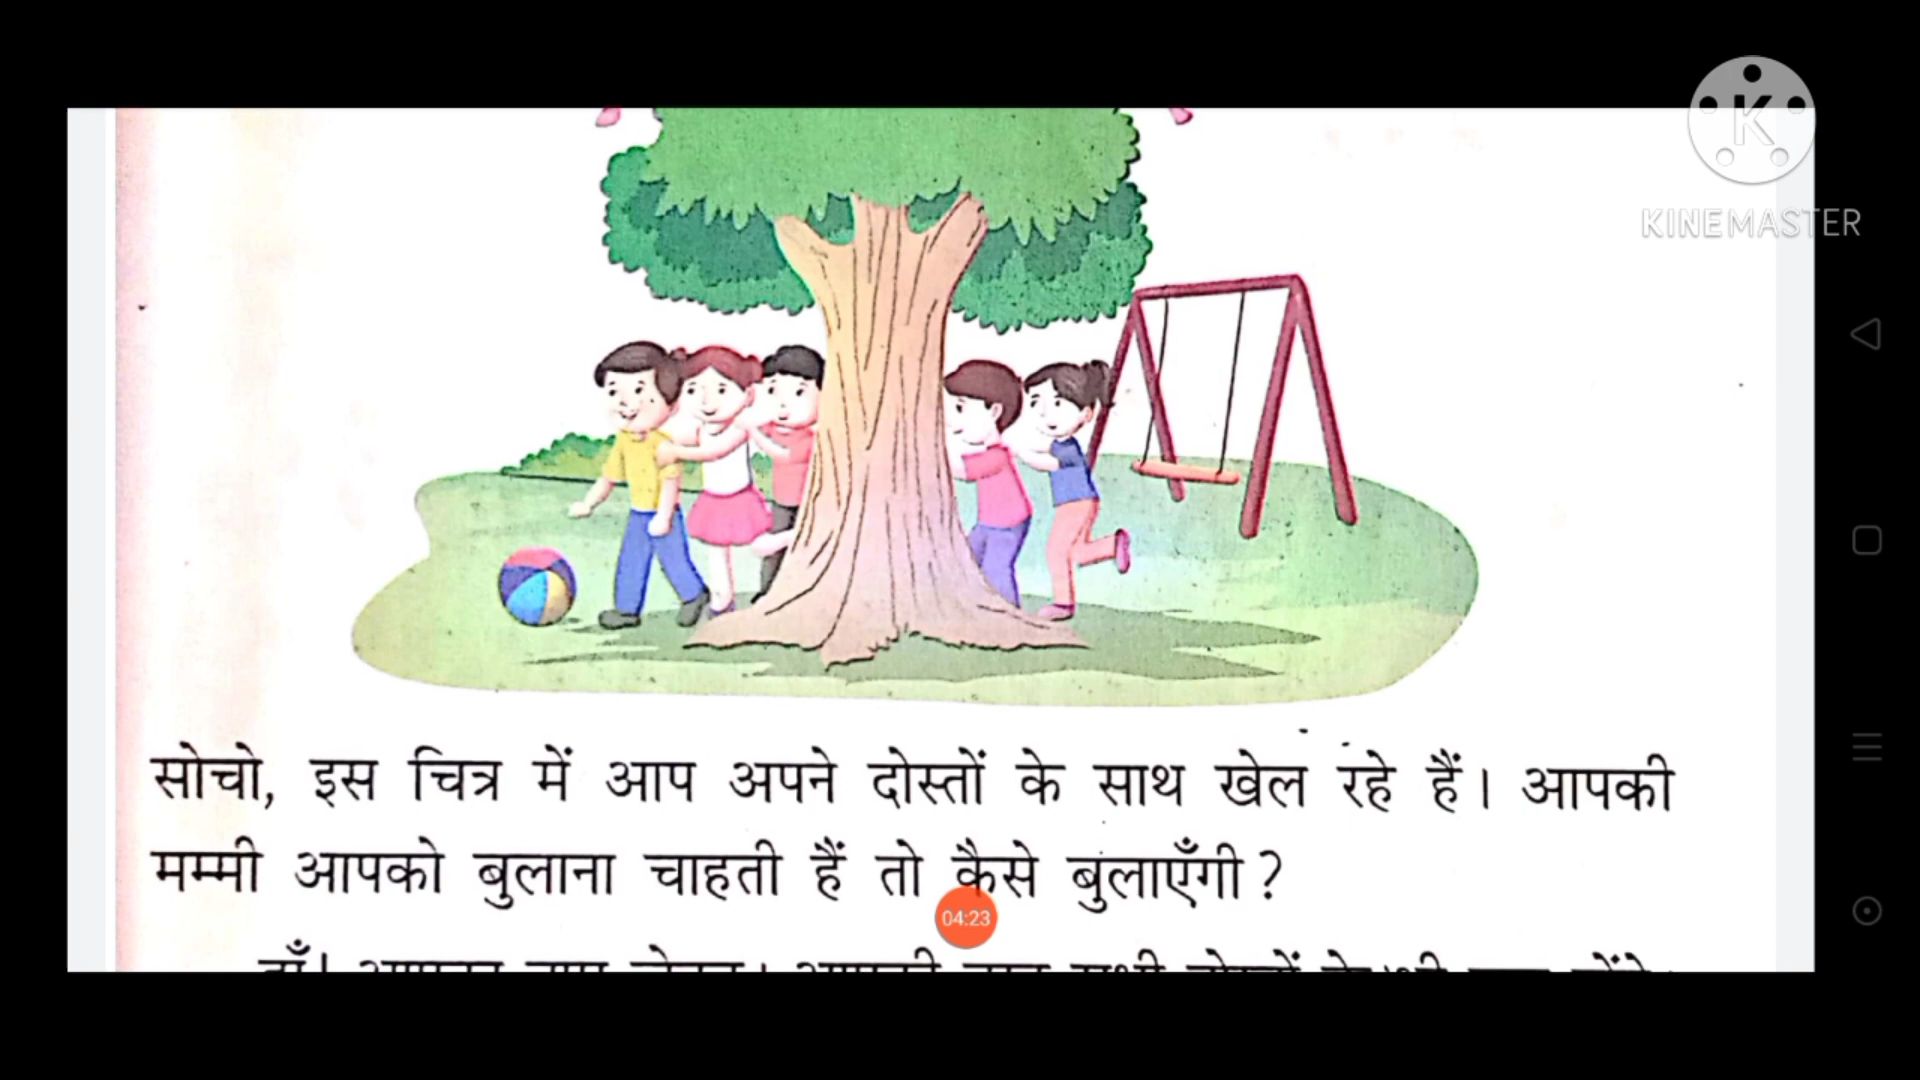 K
KINEMASTER
सोचो, इस चित्र में आप अपने दोस्तों के साथ खेल रहे हैं। आपकी
मम्मी आपको बुलाना चाहती हैं तो कैसे बुलाएँगी?
04:23